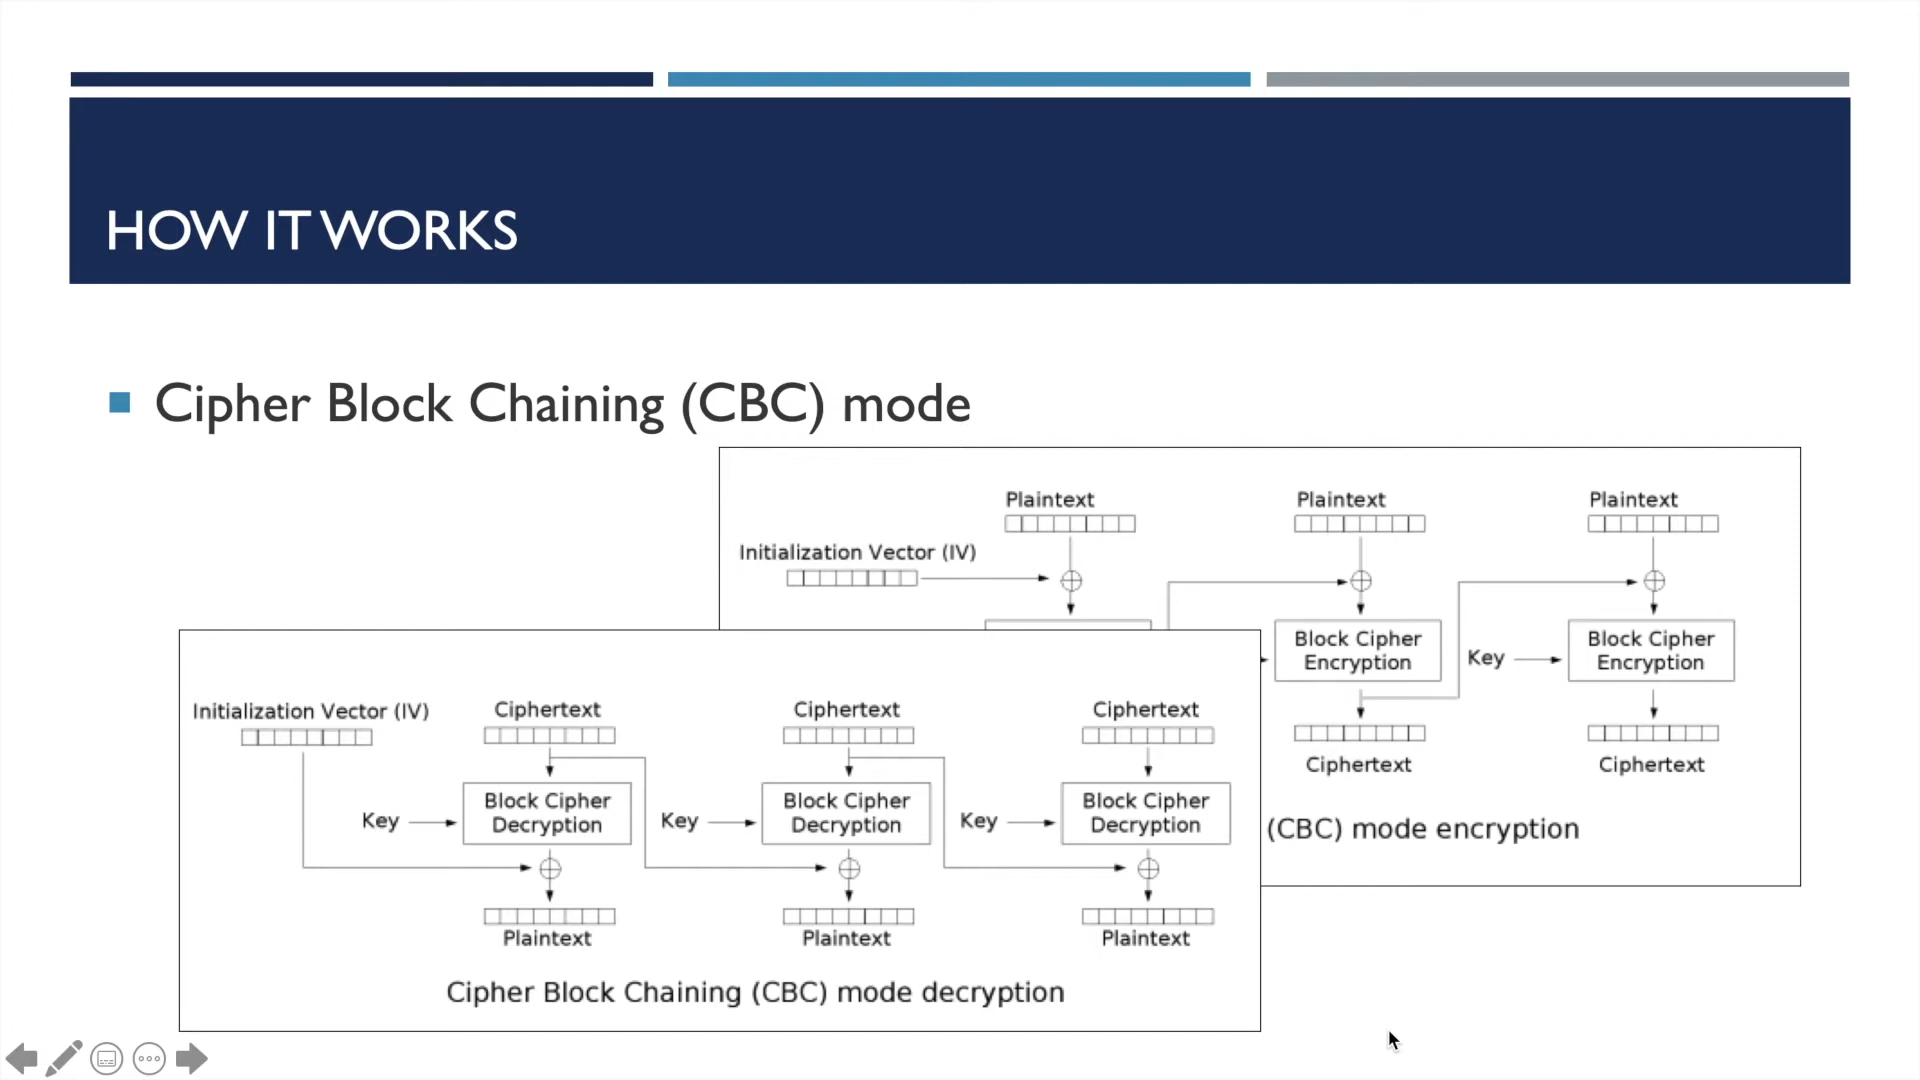 HOW IT WORKS
Cipher Block Chaining (CBC) mode
Plaintext Plaintext Plaintext
Initialization Vector (IV)
Block Cipher Encryption
Key
Block Cipher Encryption
Ciphertext Ciphertext
(CBC) mode encryption
Initialization Vector (IV)
Ciphertext Ciphertext Ciphertext
Key
Block Cipher
Decryption
Key
Block Cipher
Decryption
Key
Block Cipher
Decryption
Plaintext Plaintext Plaintext
Cipher Block Chaining (CBC) mode decryption